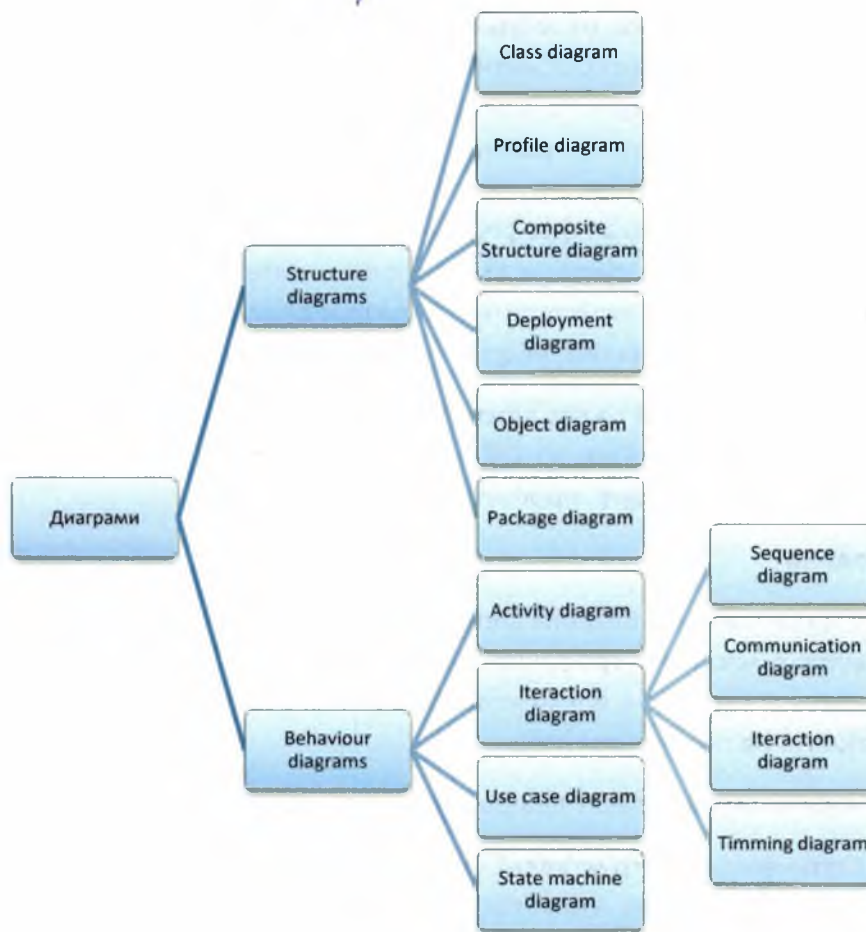 Class diagram
Profile diagram
Composite
Structure diagram
Structure
diagrams
Deployment
diagram
Object diagram
Диаграми
Package diagram
Sequence
diagram
Activity diagram
Communication
diagram
Iteraction
diagram
Behaviour
diagrams
Iteraction
diagram
Use case diagram
Timming diagram
State machine
diagram